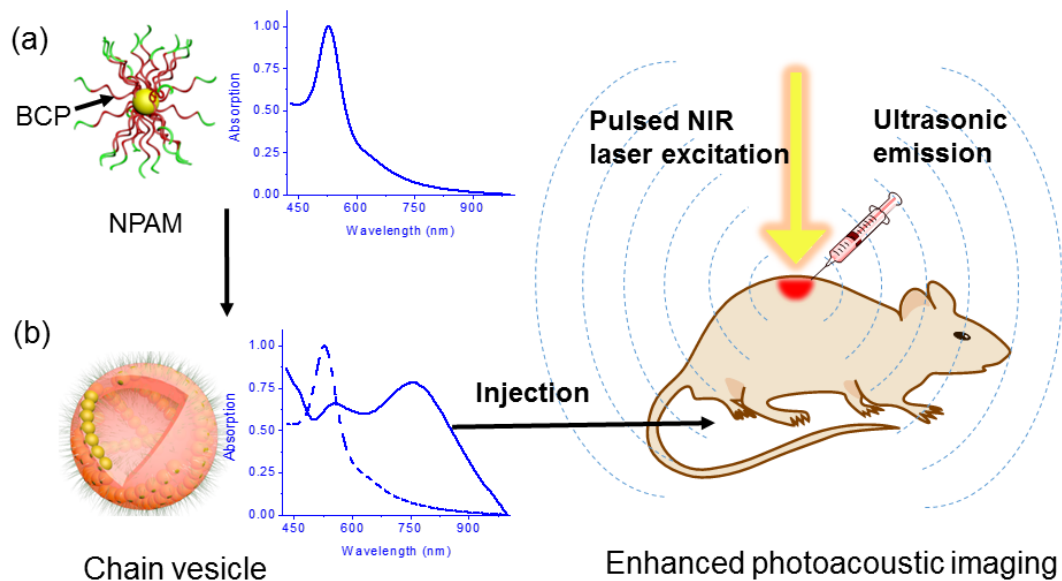 (a)
BCP
NPAM
1.00
0.75
0.50
0.25
0.00
Absorption
450 600 750 900
Wavelength (nm)
(b)
Chain vesicle
1.00
0.75
0.50
0.25
0.00
Absorption
450 600 750 900
Wavelength (nm)
Injection
Pulsed NIR
laser excitation
Ultrasonic
emission
Enhanced photoacoustic imaging